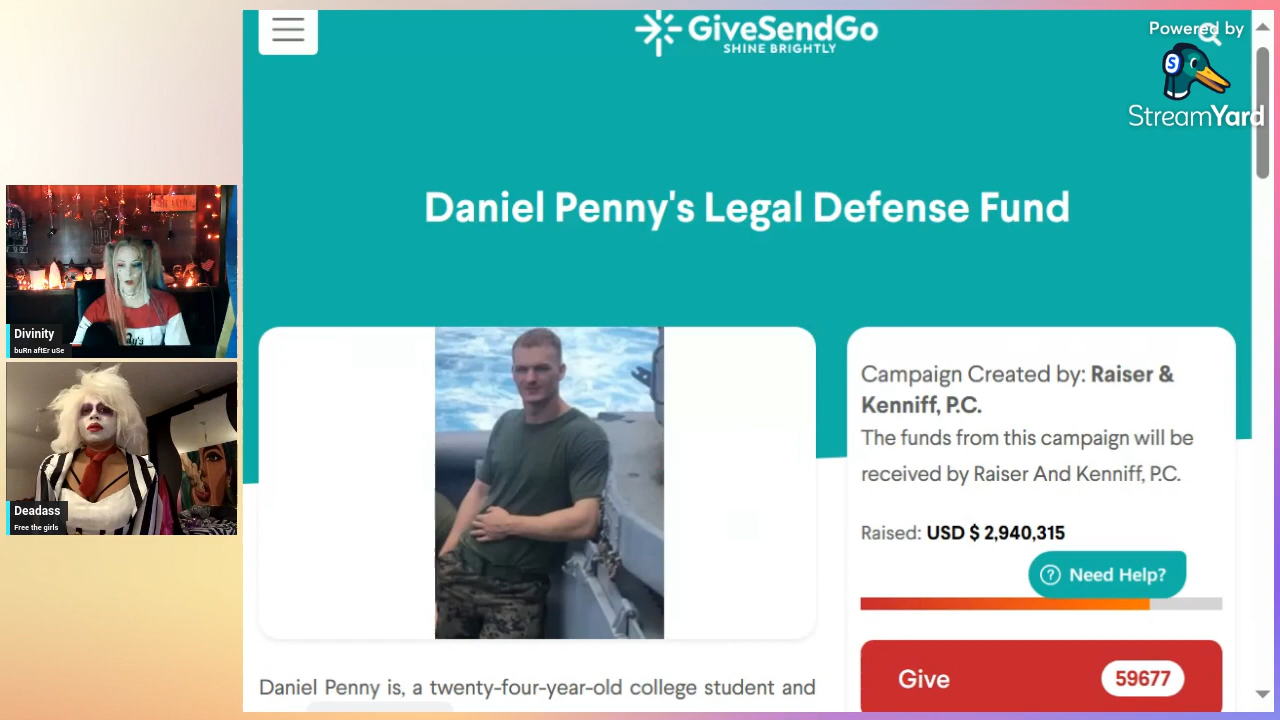 GiveSendGo
SHINE BRIGHTLY
Powered by
S
StreamYard
Daniel Penny's Legal Defense Fund
Divinity
buRn aftEr uSe
Deadass
Free the girls
Campaign Created by: Raiser &
Kenniff, P.C.
The funds from this campaign will be
received by Raiser And Kenniff, P.C.
Raised: USD $ 2,940,315
? Need Help?
Give 59677
Daniel Penny is, a twenty-four-year-old college student and